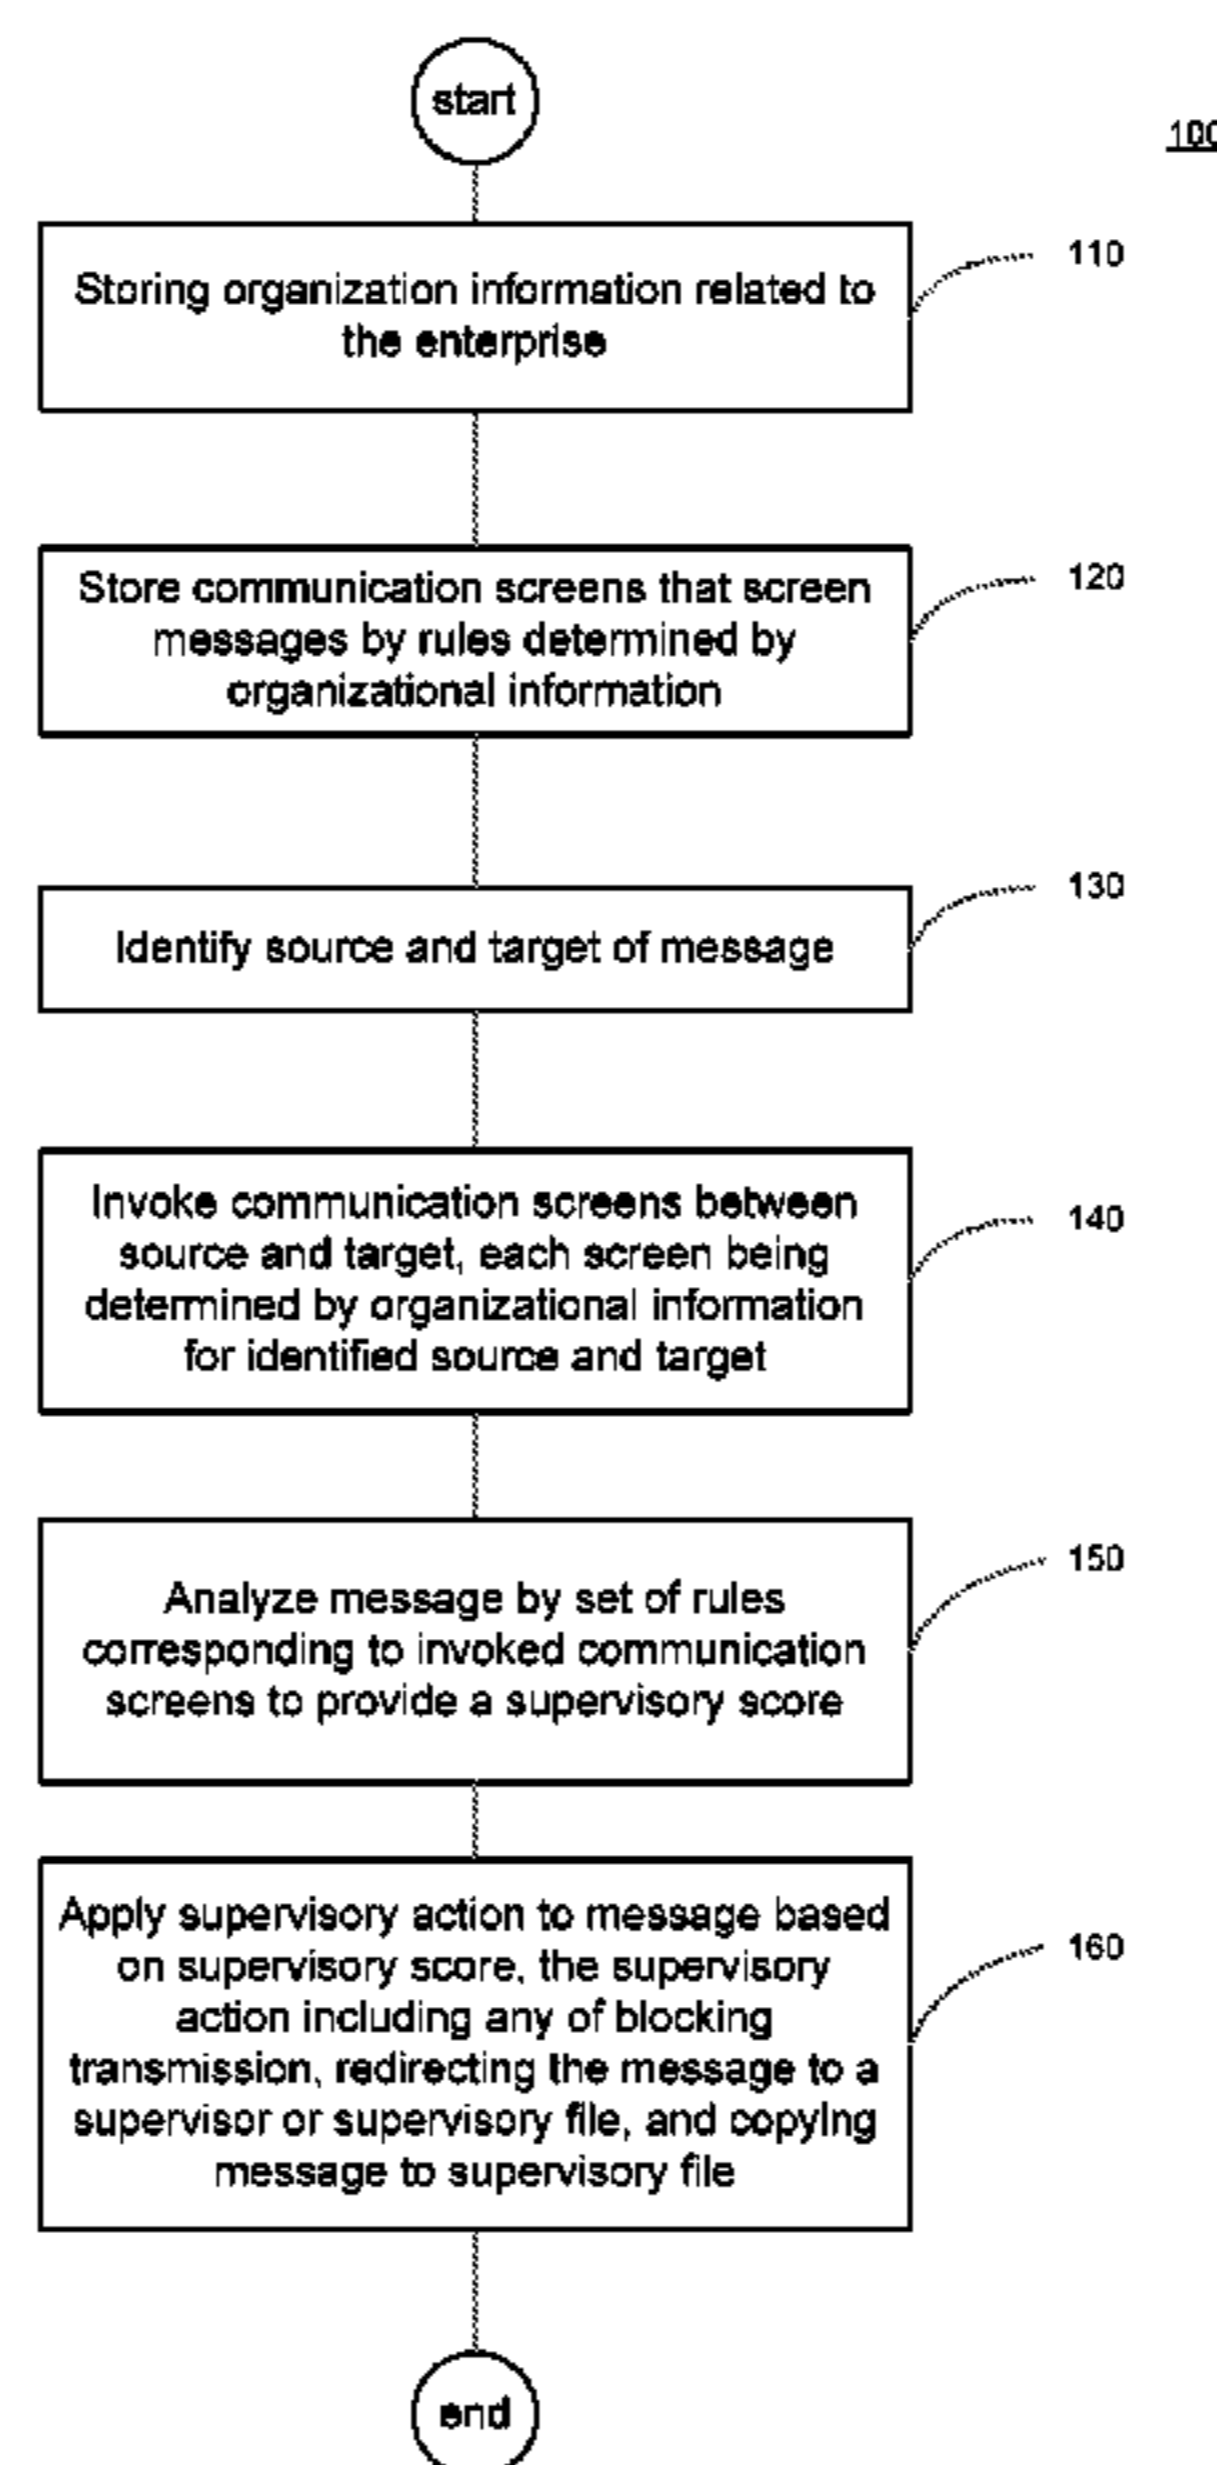 start
100
Storing organization information related to
the enterprise
110
Store communication screens that screen
messages by rules determined by
organizational information
120
Identify source and target of message
130
Invoke communication screens between
source and target, each screen being
determined by organizational information
for identified source and target
140
Analyze message by set of rules
corresponding to invoked communication
screens to provide a supervisory score
150
Apply supervisory action to message based
on supervisory score, the supervisory
action including any of blocking
transmission, redirecting the message to a
supervisor or supervisory file, and copying
message to supervisory file
160
end